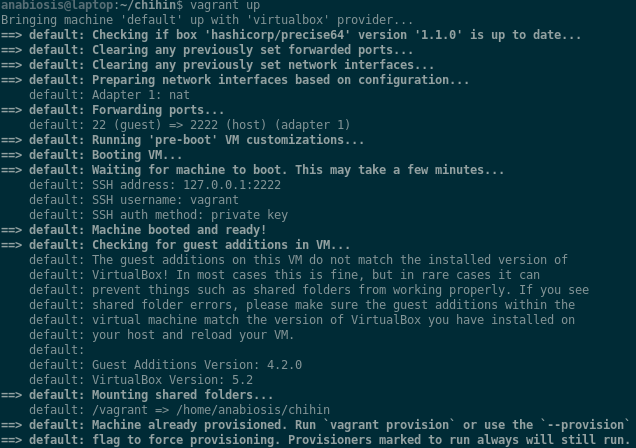 anabiosis@laptop:~/chihin$ vagrant up
Bringing machine 'default' up with 'virtualbox' provider...
==> default: Checking if box 'hashicorp/precise64' version '1.1.0' is up to date...
==> default: Clearing any previously set forwarded ports...
==> default: Clearing any previously set network interfaces...
==> default: Preparing network interfaces based on configuration...
    default: Adapter 1: nat
==> default: Forwarding ports...
    default: 22 (guest) => 2222 (host) (adapter 1)
==> default: Running 'pre-boot' VM customizations...
==> default: Booting VM...
==> default: Waiting for machine to boot. This may take a few minutes...
    default: SSH address: 127.0.0.1:2222
    default: SSH username: vagrant
    default: SSH auth method: private key
==> default: Machine booted and ready!
==> default: Checking for guest additions in VM...
    default: The guest additions on this VM do not match the installed version of
    default: VirtualBox! In most cases this is fine, but in rare cases it can
    default: prevent things such as shared folders from working properly. If you see
    default: shared folder errors, please make sure the guest additions within the
    default: virtual machine match the version of VirtualBox you have installed on
    default: your host and reload your VM.
    default:
    default: Guest Additions Version: 4.2.0
    default: VirtualBox Version: 5.2
==> default: Mounting shared folders...
    default: /vagrant => /home/anabiosis/chihin
==> default: Machine already provisioned. Run `vagrant provision` or use the `--provision`
==> default: flag to force provisioning. Provisioners marked to run always will still run.